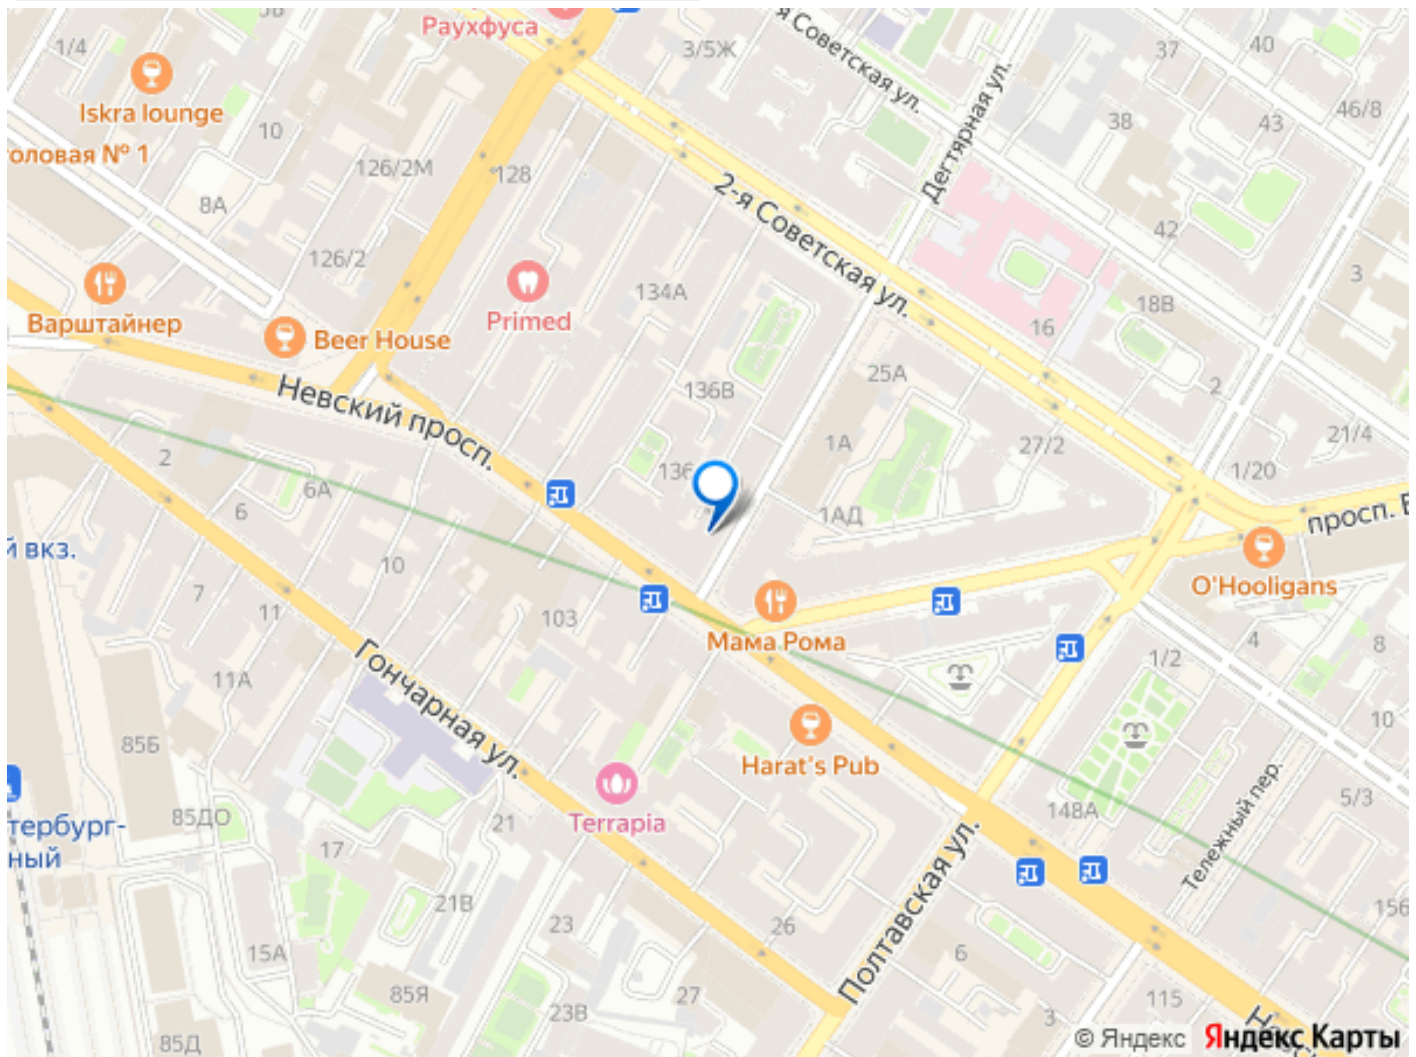 Раухфуса
3/5Ж
-я Советская ул.
37
40
1/4
Iskra lounge
10
оловая № 1
126/2М
128
8А
Дегтярная ул.
38
43
46/8
2-я Советская ул.
42
3
126/2
134А
Primed
Варштайнер
Beer House
16
18В
2
25А
136В
Невский просп.
1А
27/2
21/4
1/20
2
6А
6
136
1АД
просп. Б
й вкз.
10
O'Hooligans
7
11
103
Мама Рома
4
8
1/2
11А
Гончарная ул.
10
85Б
Harat's Pub
Тележный пер.
5/3
148А
тербург-
ный
85ДО
21
Terrapia
17
Полтавская ул.
21В
23
26
156
15А
6
85Я
27
115
23В
3
Н
85Д
© Яндекс
Яндекс Карты